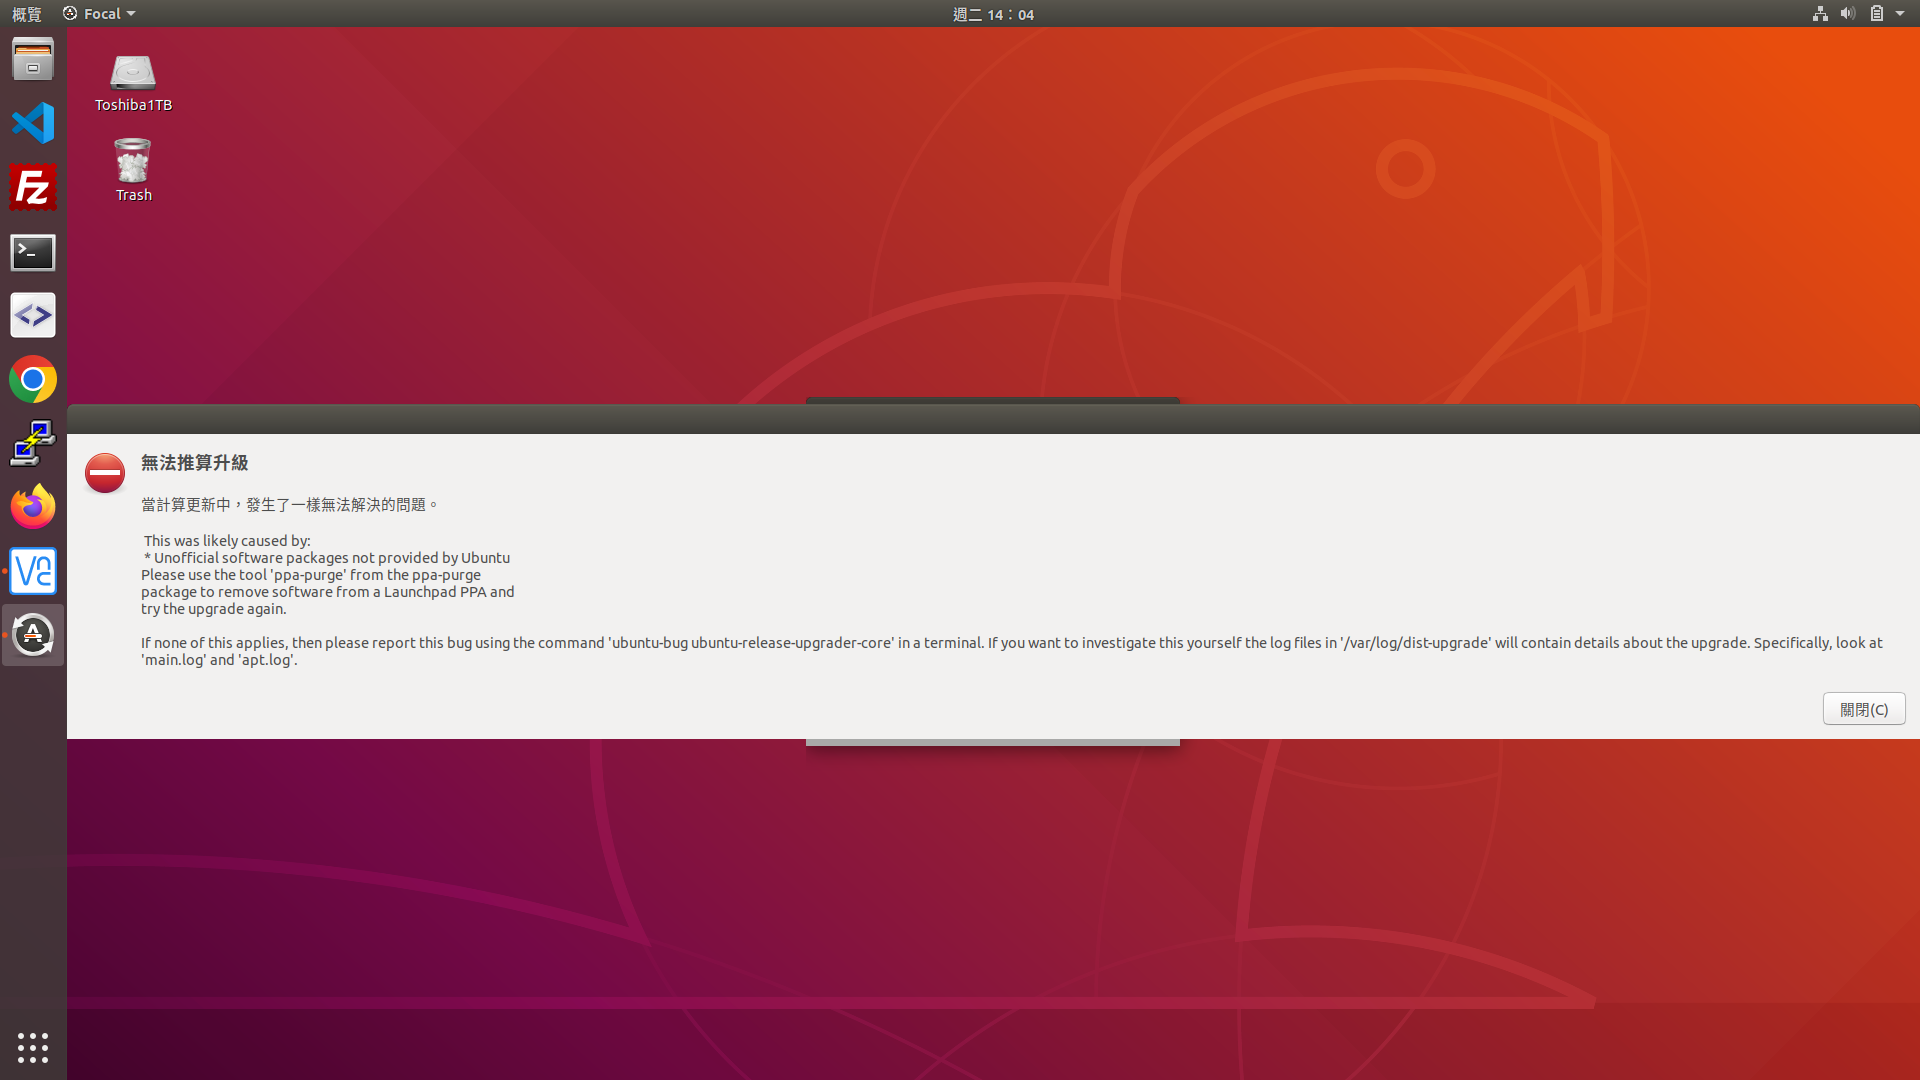 概覽
Focal
週二 14：04
Toshiba1TB
Trash
無法推算升級
當計算更新中，發生了一樣無法解決的問題。
This was likely caused by:
* Unofficial software packages not provided by Ubuntu
Please use the tool 'ppa-purge' from the ppa-purge
package to remove software from a Launchpad PPA and
try the upgrade again.
If none of this applies, then please report this bug using the command 'ubuntu-bug ubuntu-release-upgrader-core' in a terminal. If you want to investigate this yourself the log files in '/var/log/dist-upgrade' will contain details about the upgrade. Specifically, look at
'main.log' and 'apt.log'.
關閉(C)